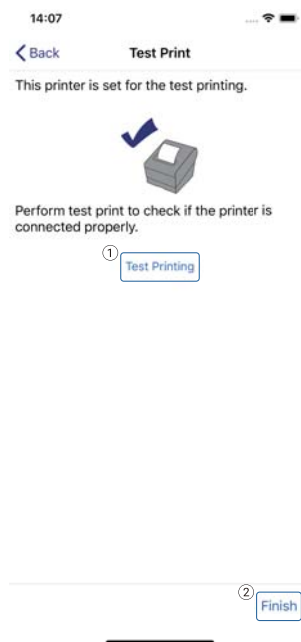 14:07
Back Test Print
This printer is set for the test printing.
Perform test print to check if the printer is
connected properly.
① Test Printing
② Finish